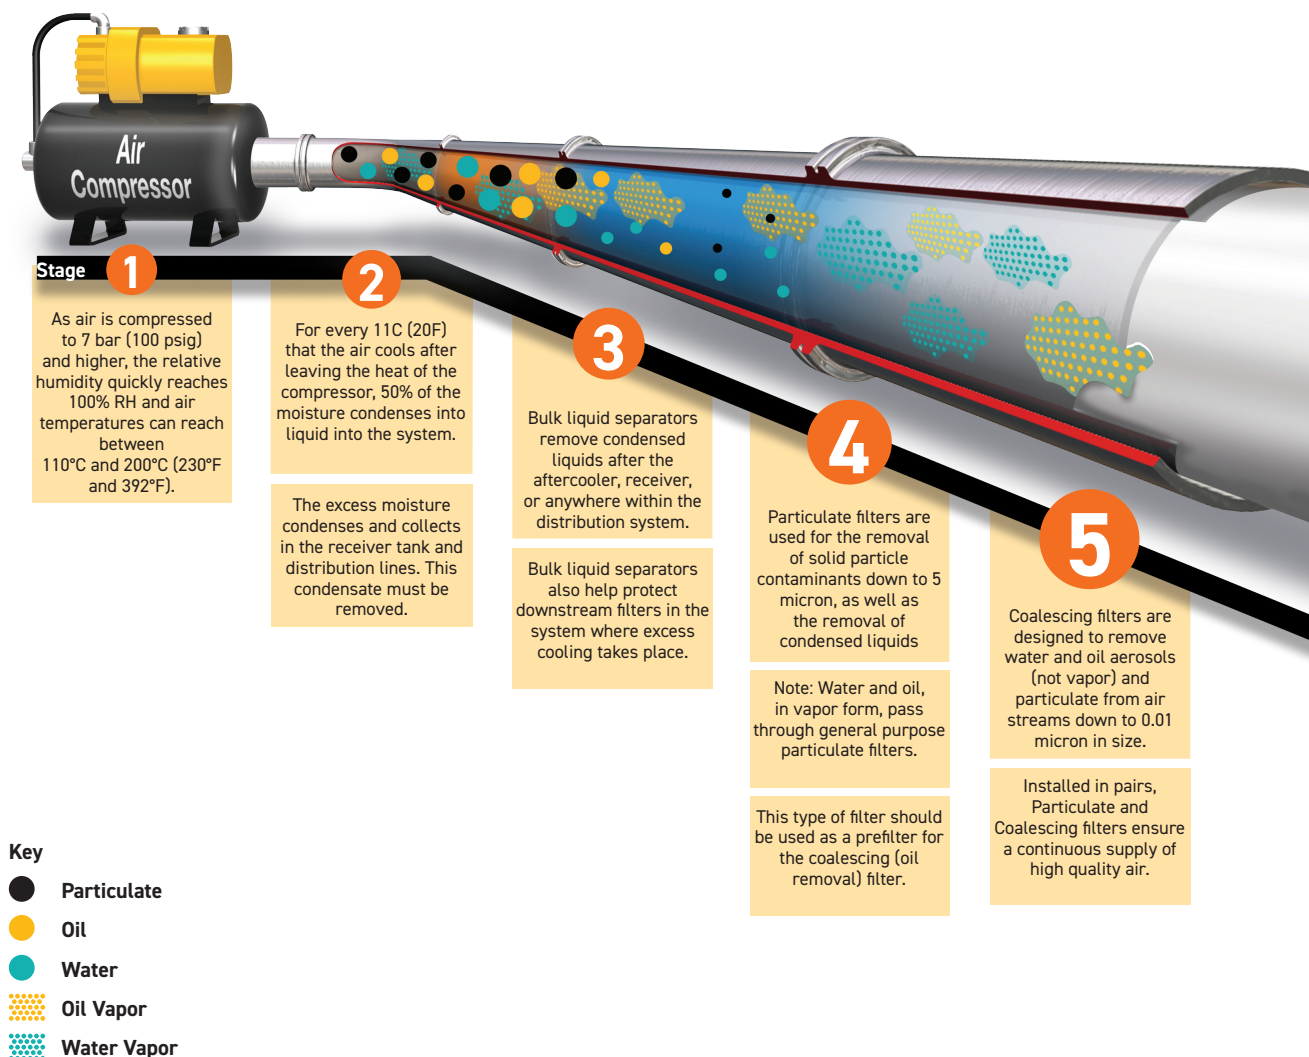 Air
Compressor
Stage
1
As air is compressed
to 7 bar (100 psig)
and higher, the relative
humidity quickly reaches
100% RH and air
temperatures can reach
between
110°C and 200°C (230°F
and 392°F).
2
For every 11C (20F)
that the air cools after
leaving the heat of the
compressor, 50% of the
moisture condenses into
liquid into the system.
The excess moisture
condenses and collects
in the receiver tank and
distribution lines. This
condensate must be
removed.
3
Bulk liquid separators
remove condensed
liquids after the
aftercooler, receiver,
or anywhere within the
distribution system.
Bulk liquid separators
also help protect
downstream filters in the
system where excess
cooling takes place.
4
Particulate filters are
used for the removal
of solid particle
contaminants down to 5
micron, as well as
the removal of
condensed liquids
Note: Water and oil,
in vapor form, pass
through general purpose
particulate filters.
This type of filter should
be used as a prefilter for
the coalescing (oil
removal) filter.
5
Coalescing filters are
designed to remove
water and oil aerosols
(not vapor) and
particulate from air
streams down to 0.01
micron in size.
Installed in pairs,
Particulate and
Coalescing filters ensure
a continuous supply of
high quality air.
Key
Particulate
Oil
Water
Oil Vapor
Water Vapor